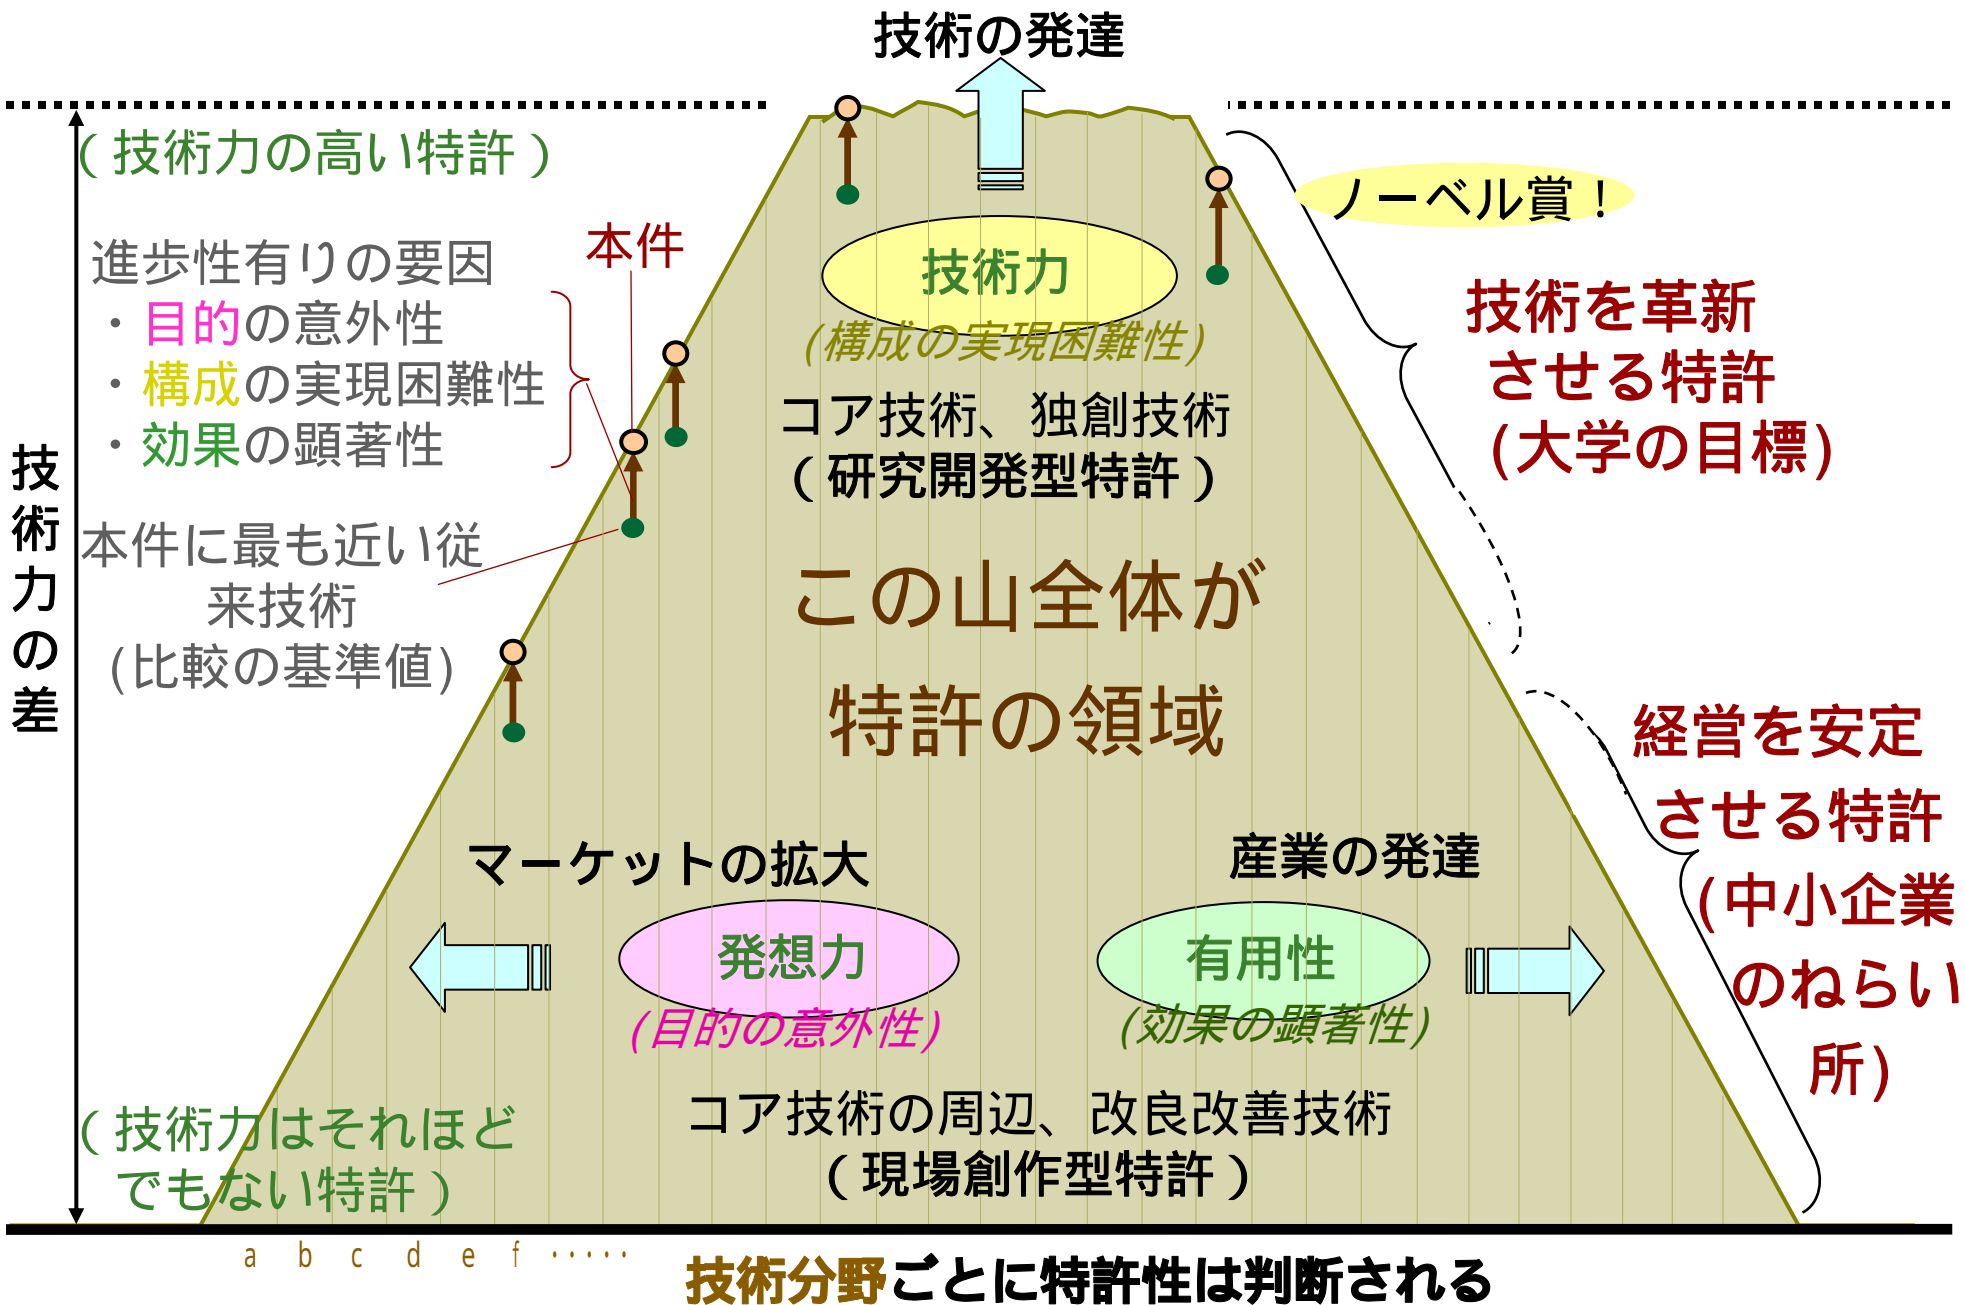 技術の発達
(技術力の高い特許)
ノーベル賞!
進歩性有りの要因
・目的の意外性
・構成の実現困難性
・効果の顕著性
本件
技術力
(構成の実現困難性)
コア技術、独創技術
(研究開発型特許)
技術を革新
させる特許
(大学の目標)
技術力の差
本件に最も近い従
来技術
(比較の基準値)
この山全体が
特許の領域
経営を安定
させる特許
(中小企業
のねらい
所)
マーケットの拡大
産業の発達
発想力
(目的の意外性)
有用性
(効果の顕著性)
コア技術の周辺、改良改善技術
(現場創作型特許)
(技術力はそれほど
でもない特許)
a b c d e f ・・・・・
技術分野ごとに特許性は判断される